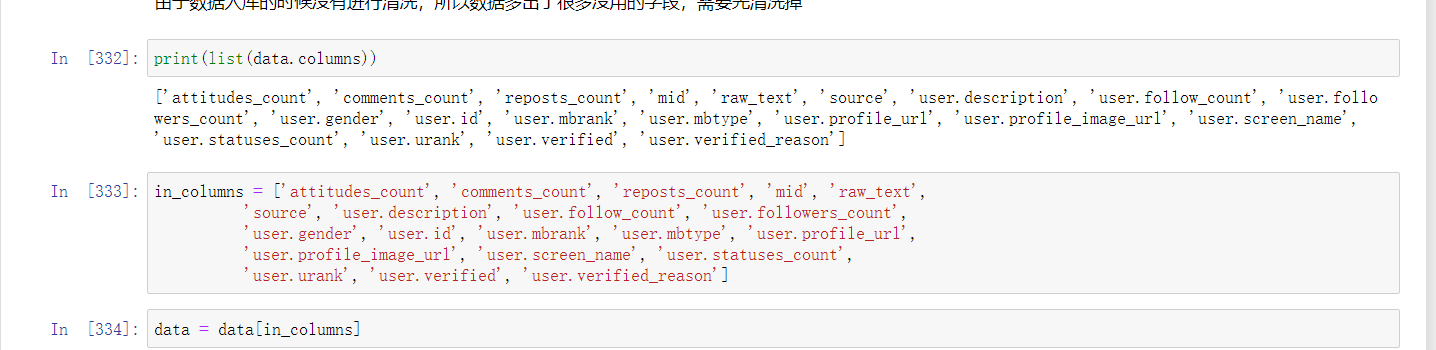 由于数据入库的时候没有进行清洗，所以数据多出了很多没用的字段，需要先清洗掉
In [332]: print(list(data.columns))
['attitudes_count', 'comments_count', 'reposts_count', 'mid', 'raw_text', 'source', 'user.description', 'user.follow_count', 'user.follo
wers_count', 'user.gender', 'user.id', 'user.mbrank', 'user.mbtype', 'user.profile_url', 'user.profile_image_url', 'user.screen_name',
'user.statuses_count', 'user.urank', 'user.verified', 'user.verified_reason']
In [333]: in_columns = ['attitudes_count', 'comments_count', 'reposts_count', 'mid', 'raw_text',
'source', 'user.description', 'user.follow_count', 'user.followers_count',
'user.gender', 'user.id', 'user.mbrank', 'user.mbtype', 'user.profile_url',
'user.profile_image_url', 'user.screen_name', 'user.statuses_count',
'user.urank', 'user.verified', 'user.verified_reason']
In [334]: data = data[in_columns]